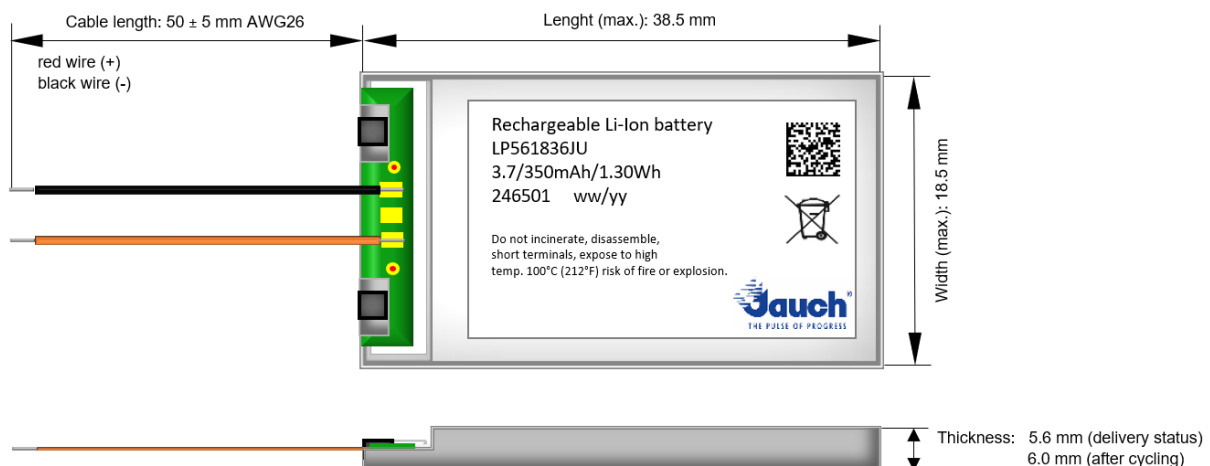 Cable length: 50 ± 5 mm AWG26
Lenght (max.): 38.5 mm
red wire (+)
black wire (-)
Rechargeable Li-Ion battery
LP561836JU
3.7/350mAh/1.30Wh
246501 ww/yy
Do not incinerate, disassemble,
short terminals, expose to high
temp. 100°C (212°F) risk of fire or explosion.
Jauch®
THE PULSE OF PROGRESS
Width (max.): 18.5 mm
Thickness: 5.6 mm (delivery status)
6.0 mm (after cycling)